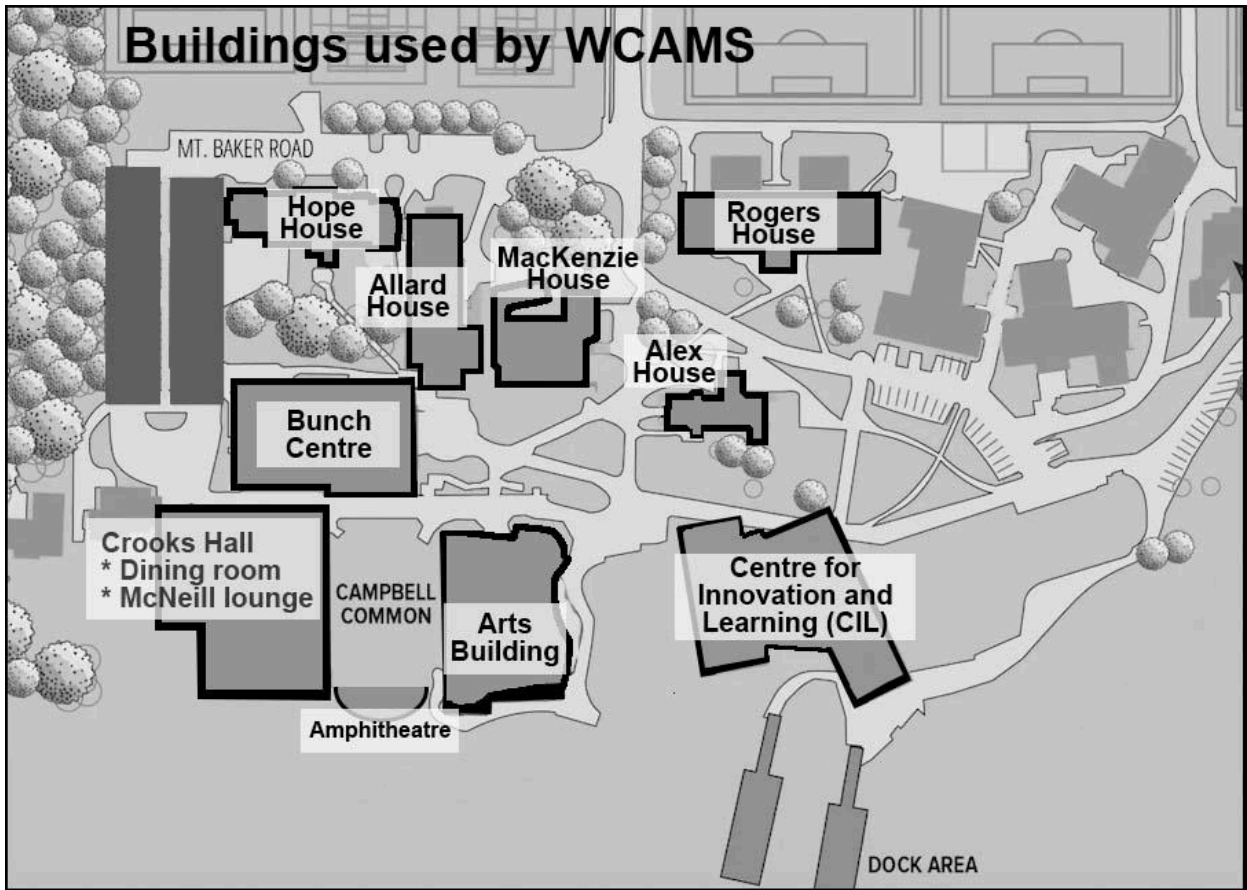 Buildings used by WCAMS
MT. BAKER ROAD
Hope
House
Rogers
House
MacKenzie
House
Allard
House
Alex
House
Bunch
Centre
Crooks Hall
* Dining room
* McNeill lounge
CAMPBELL
COMMON
Arts
Building
Centre for
Innovation and
Learning (CIL)
Amphitheatre
DOCK AREA